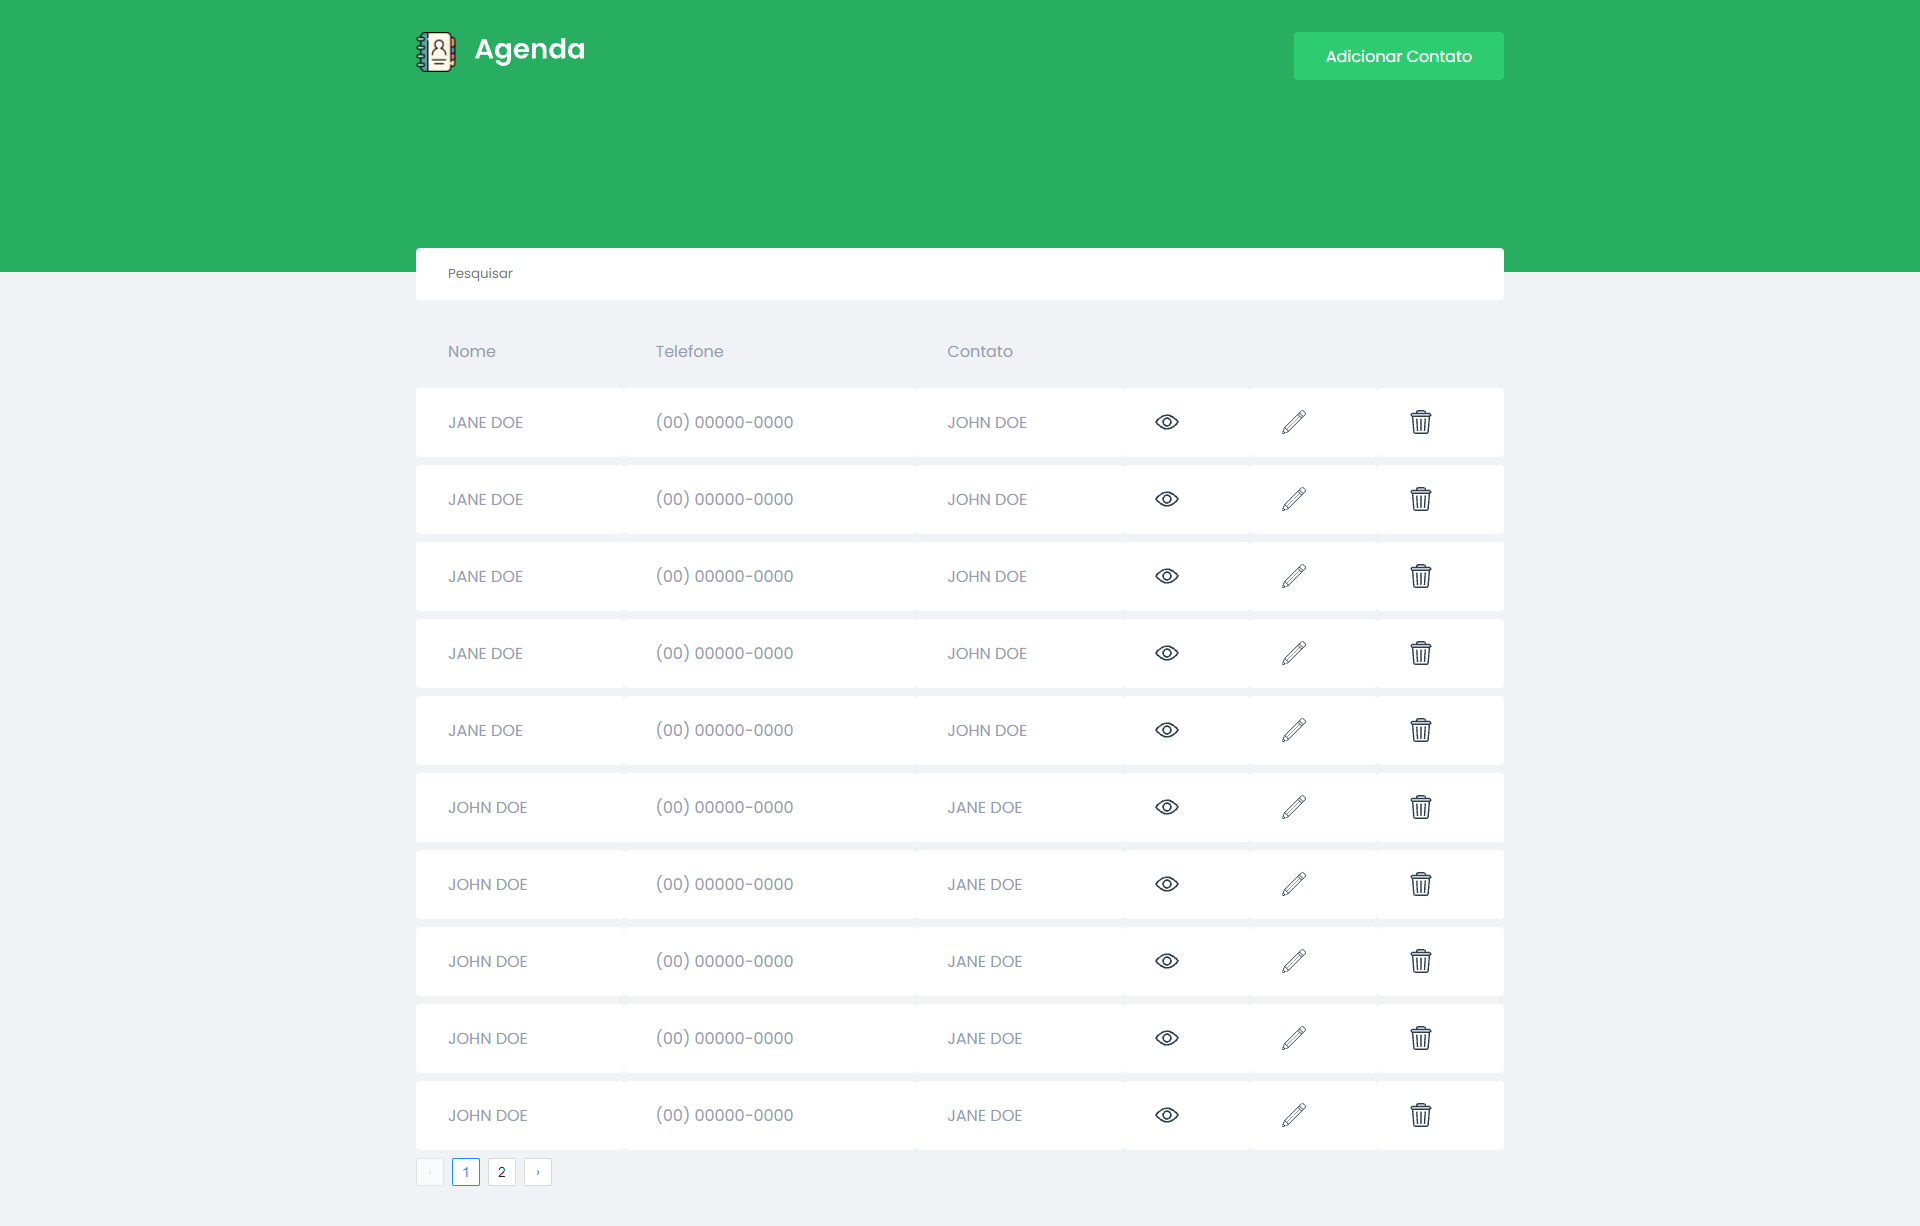 Agenda
Adicionar Contato
Pesquisar
Nome Telefone Contato
JANE DOE (00) 00000-0000 JOHN DOE
JANE DOE (00) 00000-0000 JOHN DOE
JANE DOE (00) 00000-0000 JOHN DOE
JANE DOE (00) 00000-0000 JOHN DOE
JANE DOE (00) 00000-0000 JOHN DOE
JOHN DOE (00) 00000-0000 JANE DOE
JOHN DOE (00) 00000-0000 JANE DOE
JOHN DOE (00) 00000-0000 JANE DOE
JOHN DOE (00) 00000-0000 JANE DOE
JOHN DOE (00) 00000-0000 JANE DOE
‹ 1 2 ›